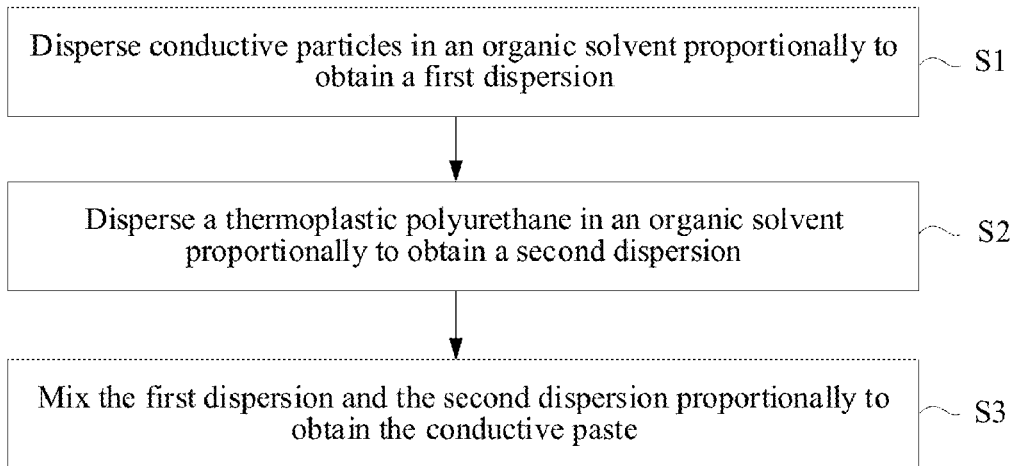 Disperse conductive particles in an organic solvent proportionally to
obtain a first dispersion
S1
Disperse a thermoplastic polyurethane in an organic solvent
proportionally to obtain a second dispersion
S2
Mix the first dispersion and the second dispersion proportionally to
obtain the conductive paste
S3